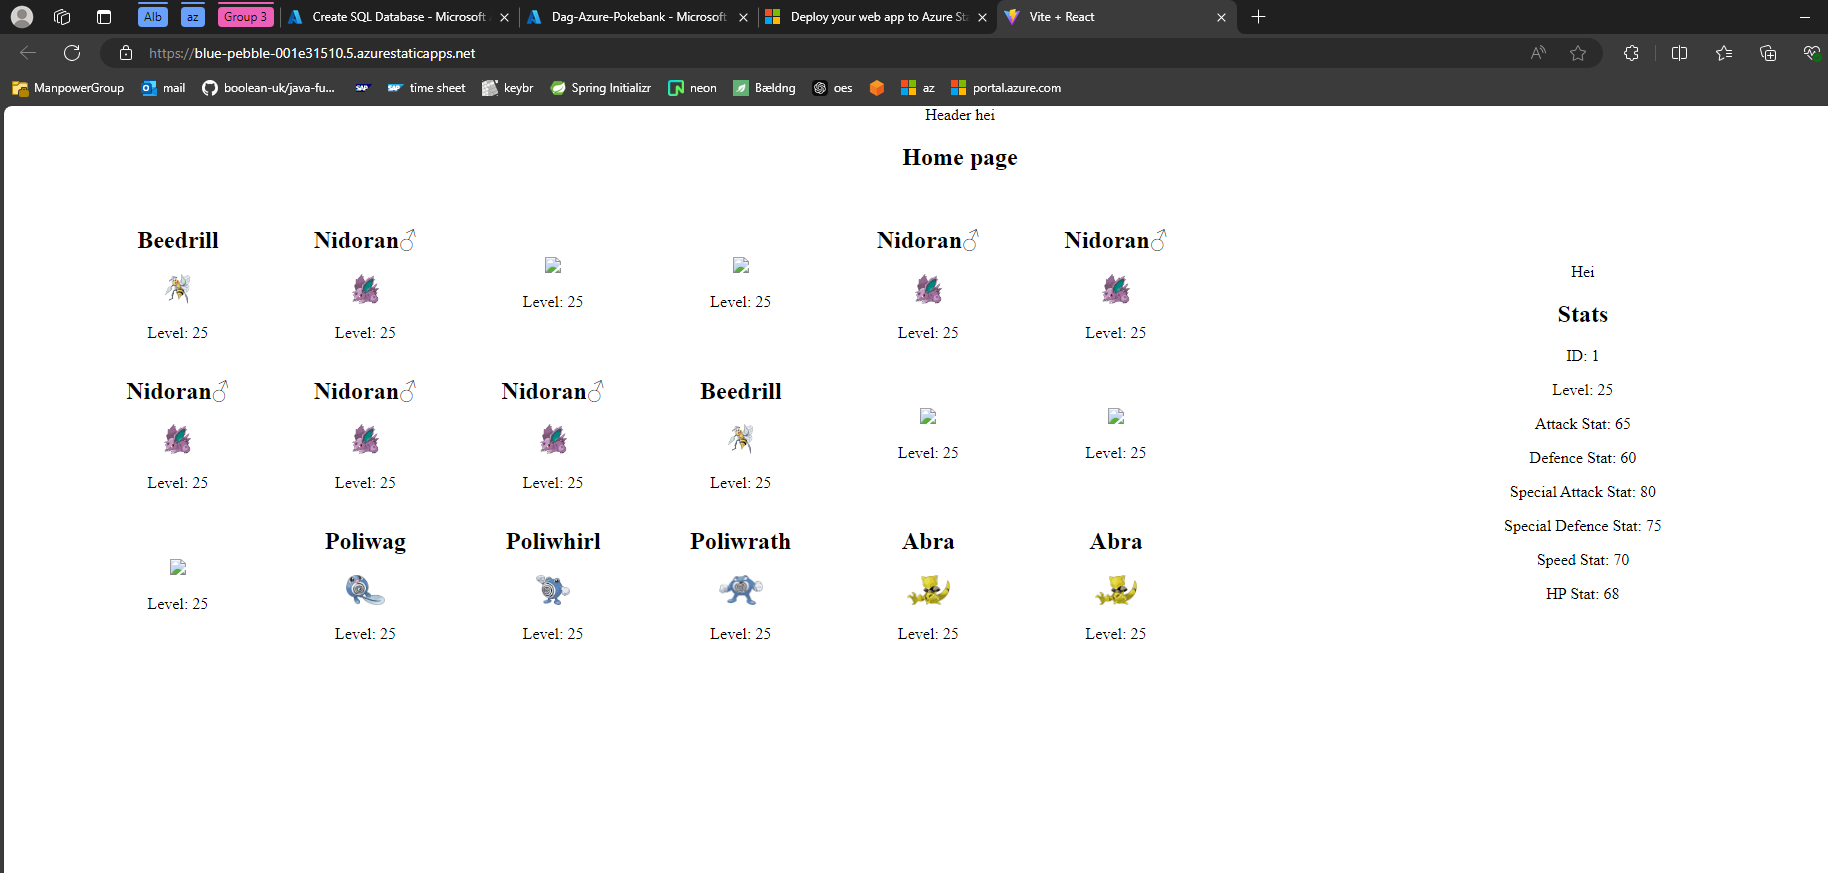 Alb
az
Group 3
Create SQL Database - Microsoft
Dag-Azure-Pokebank - Microsoft
Deploy your web app to Azure Sta
Vite + React
https://blue-pebble-001e31510.5.azurestaticapps.net
ManpowerGroup
mail
boolean-uk/java-fu...
SAP
time sheet
keybr
Spring Initializr
neon
Bældng
oes
az
portal.azure.com
Header hei
Home page
Beedrill
Nidoran♂
Nidoran♂
Nidoran♂
Level: 25
Level: 25
Level: 25
Level: 25
Level: 25
Level: 25
Nidoran♂
Nidoran♂
Nidoran♂
Beedrill
Level: 25
Level: 25
Level: 25
Level: 25
Level: 25
Level: 25
Poliwag
Poliwhirl
Poliwrath
Abra
Abra
Level: 25
Level: 25
Level: 25
Level: 25
Level: 25
Level: 25
Hei
Stats
ID: 1
Level: 25
Attack Stat: 65
Defence Stat: 60
Special Attack Stat: 80
Special Defence Stat: 75
Speed Stat: 70
HP Stat: 68